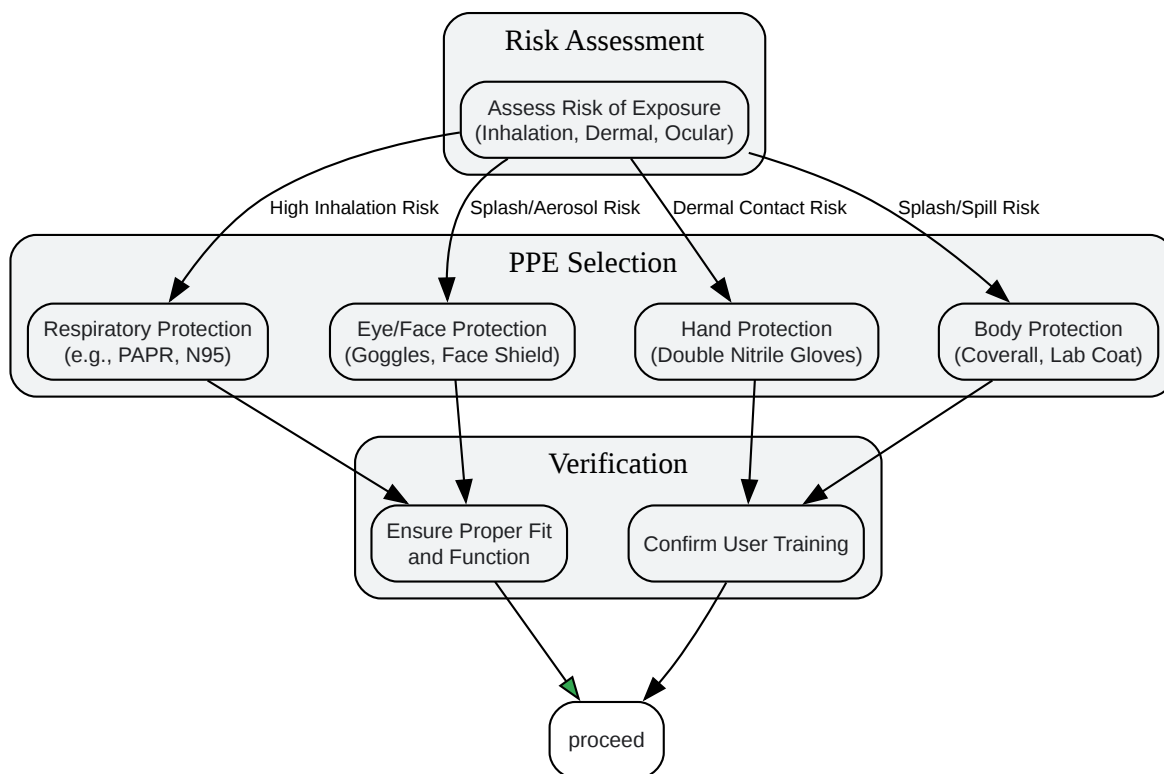 Risk Assessment
Assess Risk of Exposure
(Inhalation, Dermal, Ocular)
High Inhalation Risk
Splash/Aerosol Risk
Dermal Contact Risk
Splash/Spill Risk
PPE Selection
Respiratory Protection
(e.g., PAPR, N95)
Eye/Face Protection
(Goggles, Face Shield)
Hand Protection
(Double Nitrile Gloves)
Body Protection
(Coverall, Lab Coat)
Verification
Ensure Proper Fit
and Function
Confirm User Training
proceed